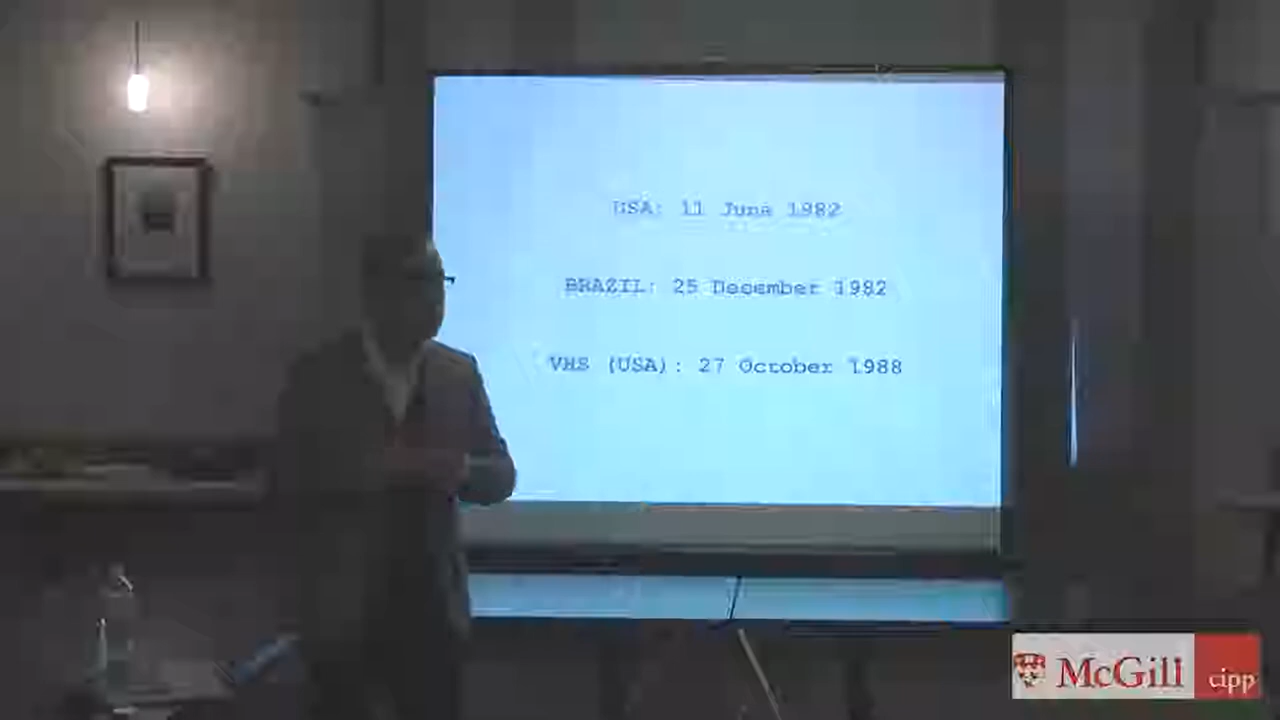 USA: 11 June 1982
BRAZIL: 25 December 1982
VHS (USA): 27 October 1988
McGill
cipp